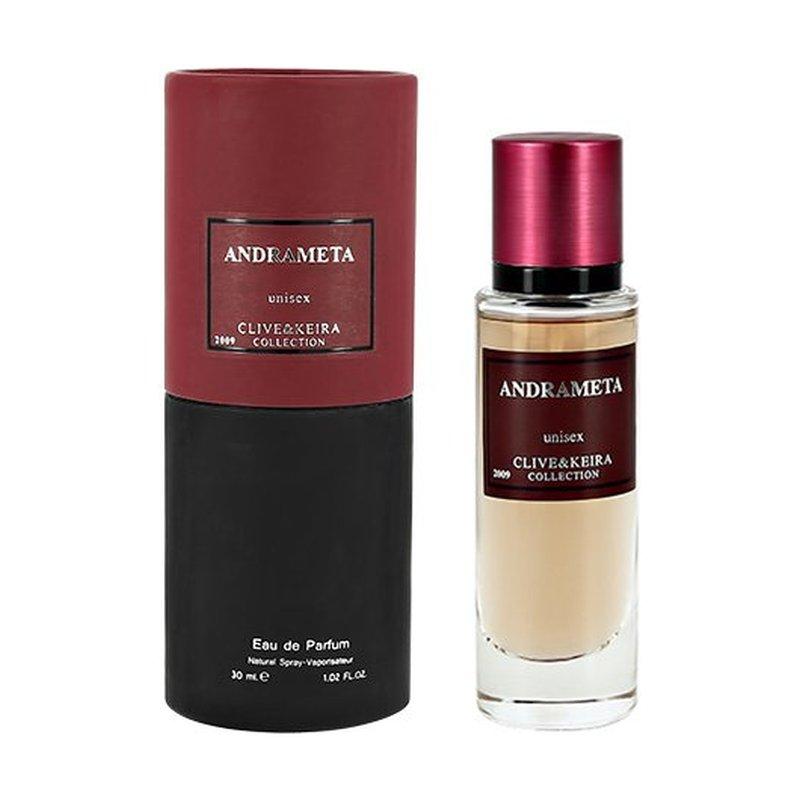 ANDRAMETA
unisex
CLIVE&KEIRA
2009 COLLECTION
Eau de Parfum
Natural Spray-Vaporisateur
30 ml.e 1.02 FL.OZ.
ANDRAMETA
unisex
CLIVE&KEIRA
2009 COLLECTION